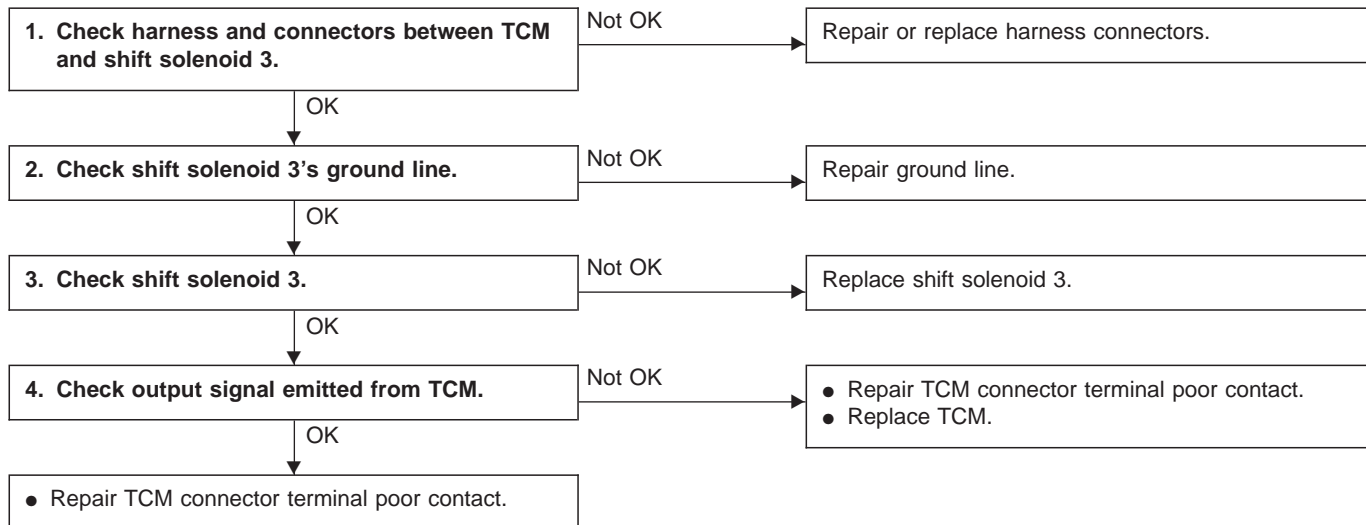 1. Check harness and connectors between TCM
and shift solenoid 3.
Not OK
Repair or replace harness connectors.
OK
2. Check shift solenoid 3's ground line.
Not OK
Repair ground line.
OK
3. Check shift solenoid 3.
Not OK
Replace shift solenoid 3.
OK
4. Check output signal emitted from TCM.
Not OK
● Repair TCM connector terminal poor contact.
● Replace TCM.
OK
● Repair TCM connector terminal poor contact.